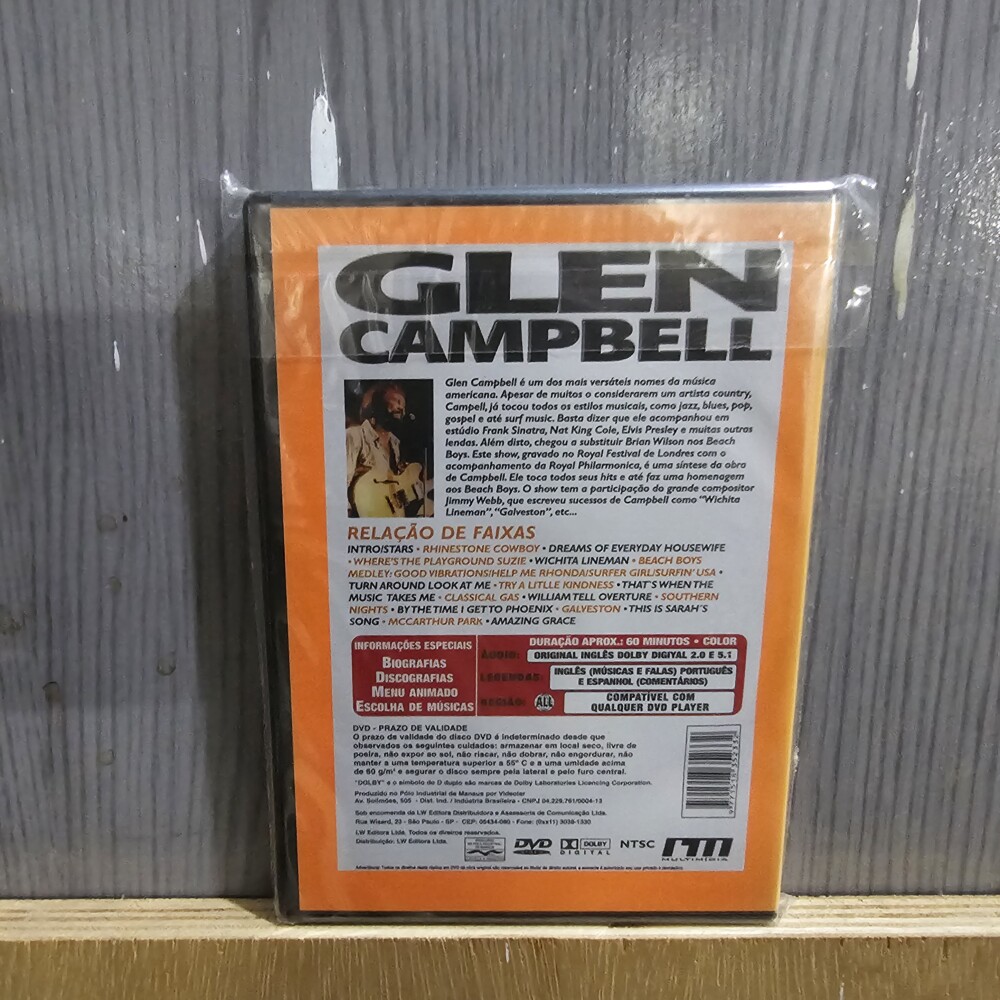 GLEN
CAMPBELL
Glen Campbell é um dos mais versáteis nomes da música
americana. Apesar de muitos o considerarem um artista country,
Campell, já tocou todos os estilos musicais, como jazz, blues, pop,
gospel e até surf music. Basta dizer que ele acompanhou em
estúdio Frank Sinatra, Nat King Cole, Elvis Presley e muitas outras
lendas. Além disto, chegou a substituir Brian Wilson nos Beach
Boys. Este show, gravado no Royal Festival de Londres com o
acompanhamento da Royal Philarmonica, é uma síntese da obra
de Campbell. Ele toca todos seus hits e até faz uma homenagem
aos Beach Boys. O show tem a participação do grande compositor
Jimmy Webb, que escreveu sucesos de Campbell como "Wichita
Lineman", "Galveston", etc...
RELAÇÃO DE FAIXAS
INTRO/STARS • RHINESTONE COWBOY • DREAMS OF EVERYDAY HOUSEWIFE
• WHERE'S THE PLAYGROUND SUZIE • WICHITA LINEMAN • BEACH BOYS
MEDLEY: GOOD VIBRATIONS/HELP ME RHONDA/SURFER GIRL/SURFIN' USA •
TURN AROUND LOOK AT ME • TRY A LITLLE KINDNESS • THAT'S WHEN THE
MUSIC TAKES ME • CLASSICAL GAS • WILLIAM TELL OVERTURE • SOUTHERN
NIGHTS • BY THE TIME I GET TO PHOENIX • GALVESTON • THIS IS SARAH'S
SONG • MCCARTHUR PARK • AMAZING GRACE
INFORMAÇÕES ESPECIAIS
BIOGRAFIAS
DISCOGRAFIAS
MENU ANIMADO
ESCOLHA DE MÚSICAS
DURAÇÃO APROX.: 60 MINUTOS • COLOR
ÁUDIO: ORIGINAL INGLÊS DOLBY DIGYTAL 2.0 E 5.1
LEGENDAS: INGLÊS (MÚSICAS E FALAS) PORTUGUÊS
E ESPANHOL (COMENTÁRIOS)
REGIÃO: ALL COMPATÍVEL COM
QUALQUER DVD PLAYER
DVD - PRAZO DE VALIDADE
O prazo de validade do disco DVD é indeterminado desde que
observados os seguintes cuidados: armazenar em local seco, livre de
poeira, não expor ao sol, não riscar, não dobrar, não engordurar, não
manter a uma temperatura superior a 55º C e a uma umidade acima
de 60 g/m³ e segurar o disco sempre pela lateral e pelo furo central.
"DOLBY" e o símbolo de D duplo são marcas de Dolby Laboratories Licencing Corporation.
Produzido no Pólo Industrial de Manaus por Videolar
Av. Solimões, 505 - Dist. Ind. / Indústria Brasileira - CNPJ 04.229.761/0004-13
Sob encomenda da LW Editora Distribuidora e Assessoria de Comunicação Ltda.
Rua Wisard, 23 - São Paulo - SP - CEP: 05434-080 - Fone: (0xx11) 3038-1330
LW Editora Ltda. Todos os direitos reservados.
Distribuição: LW Editora Ltda.
DVD
DOLBY
DIGITAL
NTSC
MULTIMÍDIA